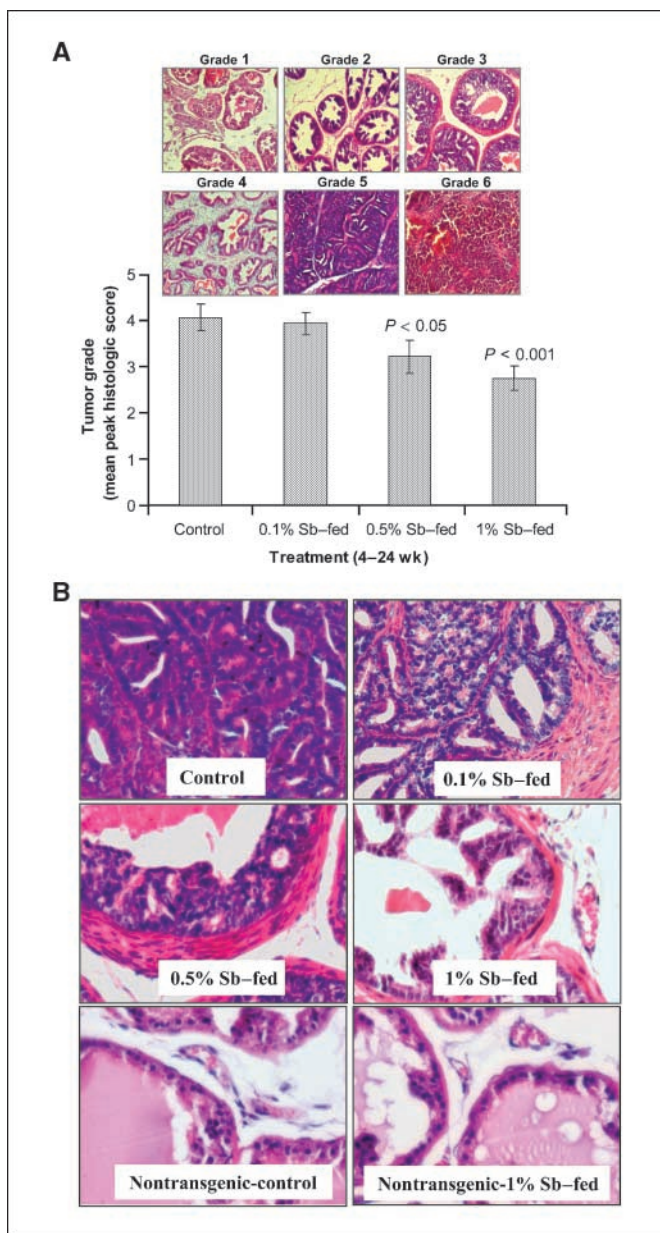 A
Grade 1 Grade 2 Grade 3
Grade 4 Grade 5 Grade 6
5
4
3
2
1
0
Tumor grade
(mean peak histologic score)
P < 0.05
P < 0.001
Control 0.1% Sb–fed 0.5% Sb–fed 1% Sb–fed
Treatment (4–24 wk)
B
Control 0.1% Sb–fed
0.5% Sb–fed 1% Sb–fed
Nontransgenic-control Nontransgenic-1% Sb–fed